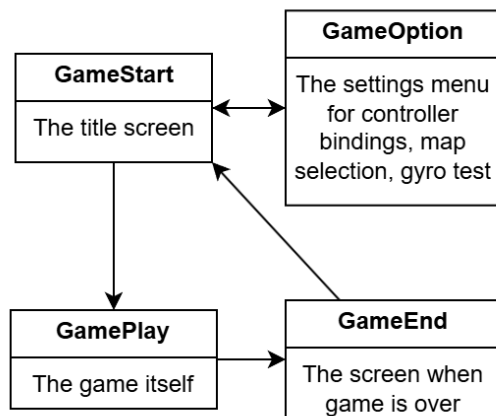 GameStart
The title screen
GameOption
The settings menu
for controller
bindings, map
selection, gyro test
GamePlay
The game itself
GameEnd
The screen when
game is over